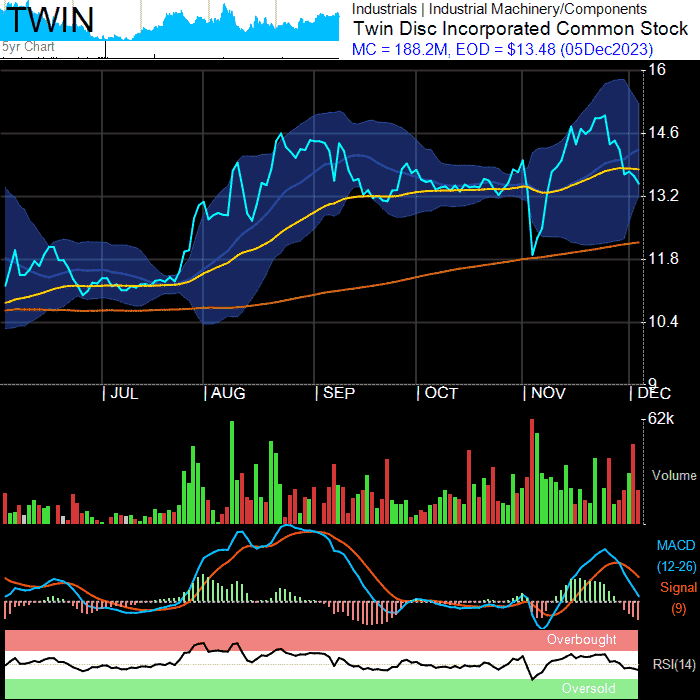 TWIN
5yr Chart
Industrials | Industrial Machinery/Components
Twin Disc Incorporated Common Stock
MC = 188.2M, EOD = $13.48 (05Dec2023)
16
14.6
13.2
11.8
10.4
9
JUL AUG SEP OCT NOV DEC
62k
Volume
MACD
(12-26)
Signal
(9)
Overbought
RSI(14)
Oversold